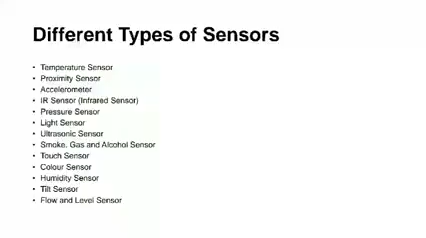 Different Types of Sensors
• Temperature Sensor
• Proximity Sensor
• Accelerometer
• IR Sensor (Infrared Sensor)
• Pressure Sensor
• Light Sensor
• Ultrasonic Sensor
• Smoke, Gas and Alcohol Sensor
• Touch Sensor
• Colour Sensor
• Humidity Sensor
• Tilt Sensor
• Flow and Level Sensor